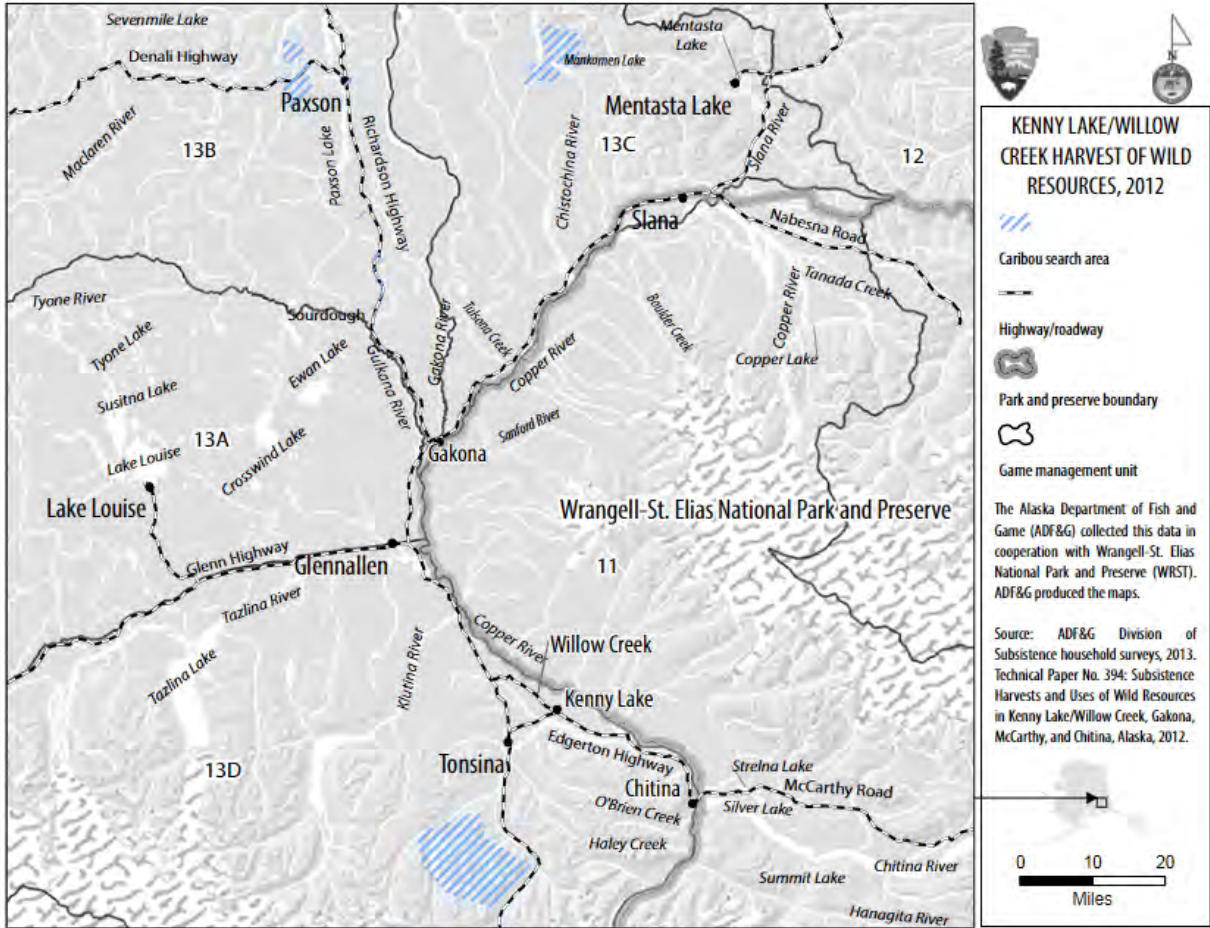 Sevenmile Lake
Denali Highway
Paxson
Maclaren River
13B
Paxson Lake
Richardson Highway
Mankomen Lake
Mentasta
Lake
Mentasta Lake
Chistochina River
13C
Slana River
12
Slana
Nabesna Road
Tanada Creek
Tyone River
Sourdough
Tyone Lake
Ewan Lake
Gulkana River
Gakona River
Tulsona Creek
Copper River
Boulder Creek
Copper River
Copper Lake
Susitna Lake
13A
Lake Louise
Crosswind Lake
Sanford River
Gakona
Lake Louise
Wrangell-St. Elias National Park and Preserve
Glenn Highway
Glennallen
11
Tazlina River
Klutina River
Copper River
Willow Creek
Tazlina Lake
Kenny Lake
Edgerton Highway
13D
Tonsina
Chitina
Strelna Lake
McCarthy Road
O'Brien Creek
Silver Lake
Haley Creek
Chitina River
Summit Lake
Hanagita River
N
KENNY LAKE/WILLOW
CREEK HARVEST OF WILD
RESOURCES, 2012
Caribou search area
Highway/roadway
Park and preserve boundary
Game management unit
The Alaska Department of Fish and
Game (ADF&G) collected this data in
cooperation with Wrangell-St. Elias
National Park and Preserve (WRST).
ADF&G produced the maps.
Source: ADF&G Division of
Subsistence household surveys, 2013.
Technical Paper No. 394: Subsistence
Harvests and Uses of Wild Resources
in Kenny Lake/Willow Creek, Gakona,
McCarthy, and Chitina, Alaska, 2012.
0 10 20
Miles